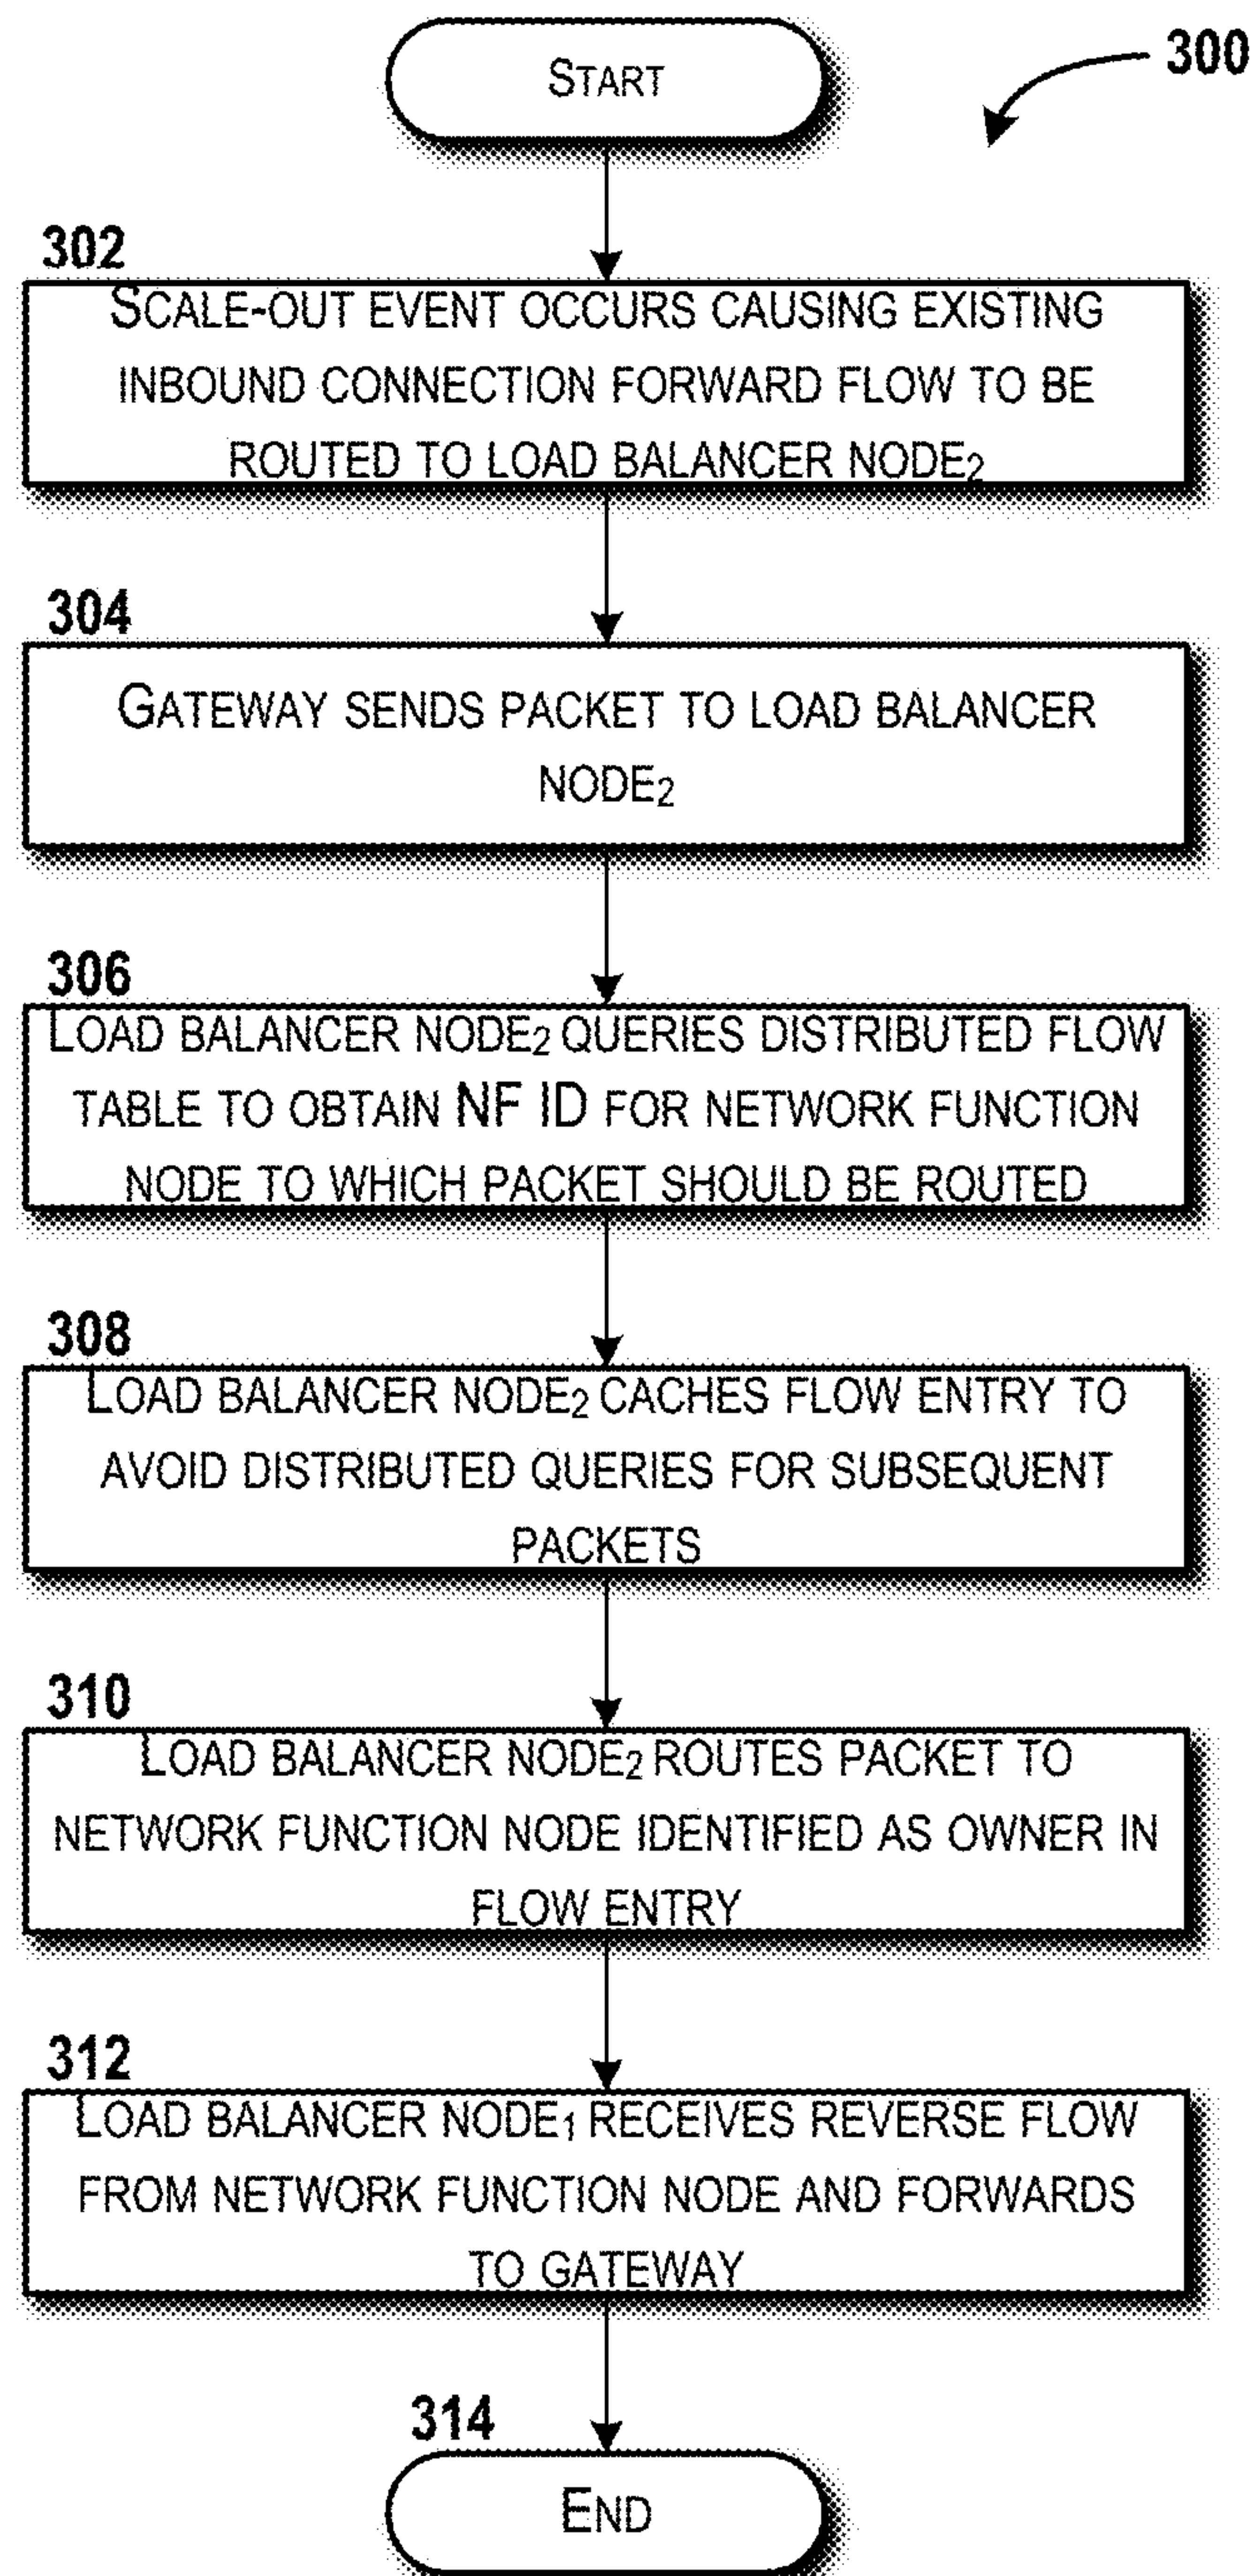 START
300
302
SCALE-OUT EVENT OCCURS CAUSING EXISTING
INBOUND CONNECTION FORWARD FLOW TO BE
ROUTED TO LOAD BALANCER NODE₂
304
GATEWAY SENDS PACKET TO LOAD BALANCER
NODE₂
306
LOAD BALANCER NODE₂ QUERIES DISTRIBUTED FLOW
TABLE TO OBTAIN NF ID FOR NETWORK FUNCTION
NODE TO WHICH PACKET SHOULD BE ROUTED
308
LOAD BALANCER NODE₂ CACHES FLOW ENTRY TO
AVOID DISTRIBUTED QUERIES FOR SUBSEQUENT
PACKETS
310
LOAD BALANCER NODE₂ ROUTES PACKET TO
NETWORK FUNCTION NODE IDENTIFIED AS OWNER IN
FLOW ENTRY
312
LOAD BALANCER NODE₁ RECEIVES REVERSE FLOW
FROM NETWORK FUNCTION NODE AND FORWARDS
TO GATEWAY
314
END